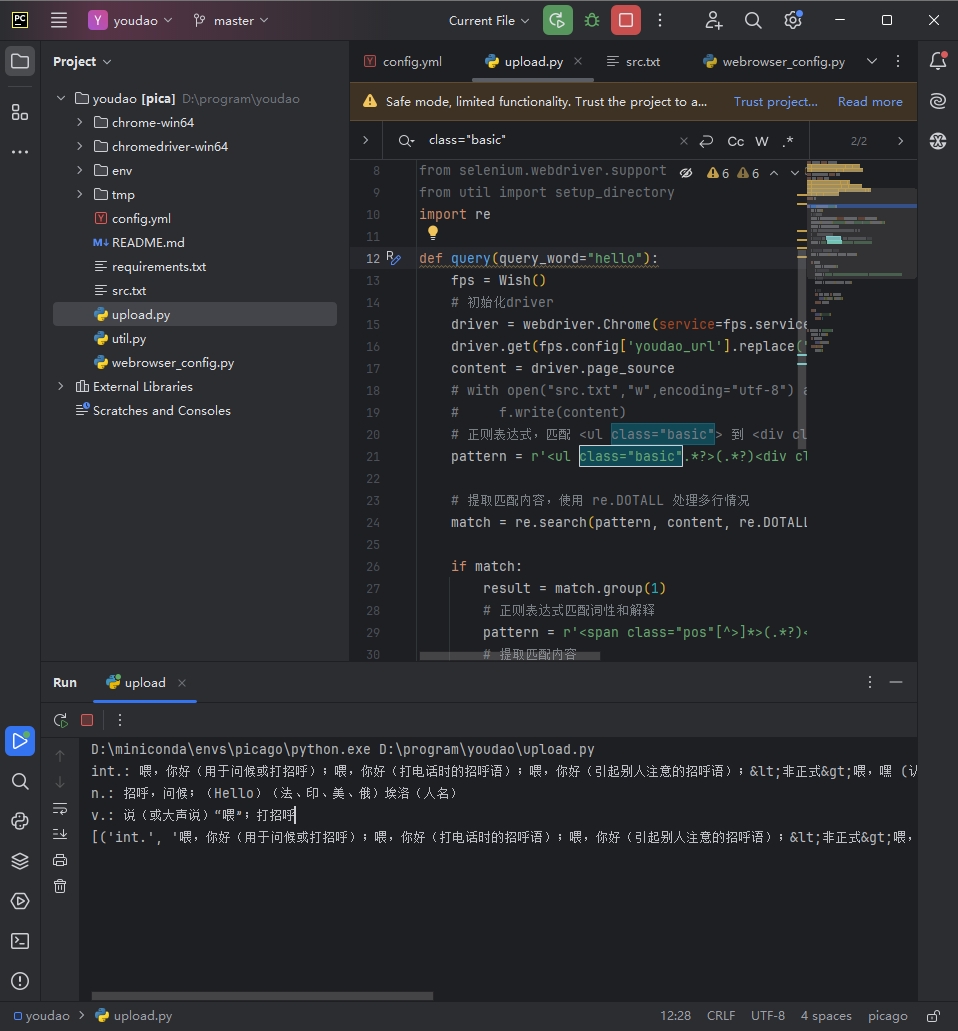 PC
Y youdao master Current File
Project
config.yml upload.py src.txt webrowser_config.py
youdao [pica] D:\program\youdao
Safe mode, limited functionality. Trust the project to a... Trust project... Read more
chrome-win64
class="basic" Cc W .* 2/2
chromedriver-win64
env
tmp
config.yml
README.md
requirements.txt
src.txt
upload.py
util.py
webrowser_config.py
External Libraries
Scratches and Consoles
6 6
8 from selenium.webdriver.support
9 from util import setup_directory
10 import re
11
12 def query(query_word="hello"):
13 fps = Wish()
14 # 初始化driver
15 driver = webdriver.Chrome(service=fps.service
16 driver.get(fps.config['youdao_url'].replace(
17 content = driver.page_source
18 # with open("src.txt","w",encoding="utf-8")
19 # f.write(content)
20 # 正则表达式，匹配 <ul class="basic"> 到 <div cl
21 pattern = r'<ul class="basic".*?>(.*?)<div cl
22
23 # 提取匹配内容，使用 re.DOTALL 处理多行情况
24 match = re.search(pattern, content, re.DOTALL
25
26 if match:
27 result = match.group(1)
28 # 正则表达式匹配词性和解释
29 pattern = r'<span class="pos"[^>]*>(.*?)<
30 # 提取匹配内容
Run upload
D:\miniconda\envs\picago\python.exe D:\program\youdao\upload.py
int.: 喂，你好（用于问候或打招呼）；喂，你好（打电话时的招呼语）；喂，你好（引起别人注意的招呼语）；&lt;非正式&gt;喂，嘿（认
n.: 招呼，问候；（Hello）（法、印、美、俄）埃洛（人名）
v.: 说（或大声说）“喂”；打招呼
[('int.', '喂，你好（用于问候或打招呼）；喂，你好（打电话时的招呼语）；喂，你好（引起别人注意的招呼语）；&lt;非正式&gt;喂，
youdao upload.py 12:28 CRLF UTF-8 4 spaces picago